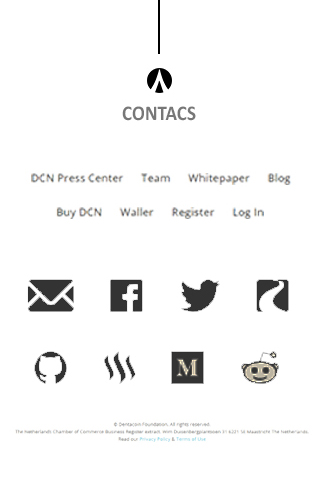 CONTACS
DCN Press Center Team Whitepaper Blog
Buy DCN Waller Register Log In
M
© Dentacoin Foundation. All rights reserved
The Netherlands Chamber of Commerce Business Register extract. Wim Duisenbergplantsoen 31 6221 SE Maastricht The Netherlands
Read our Privacy Policy & Terms of Use